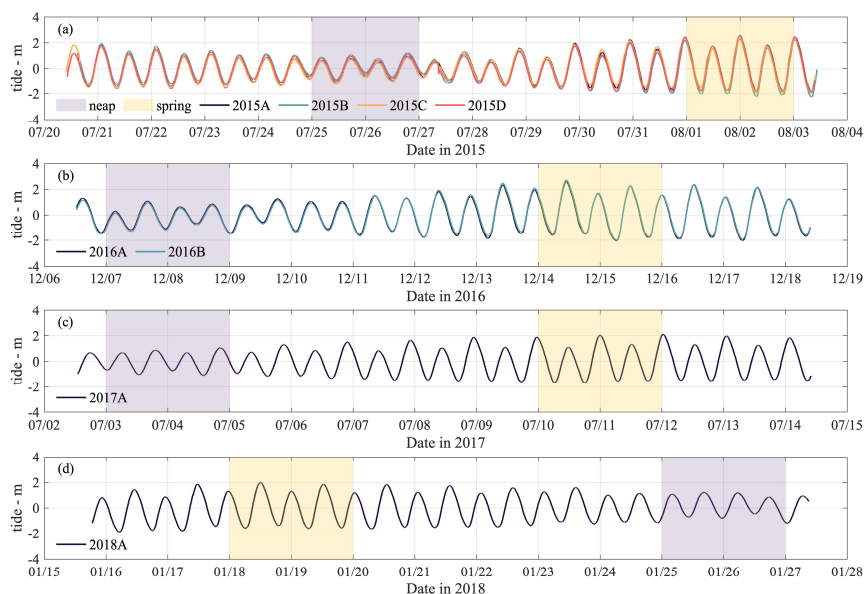 (a)
4
2
0
-2
-4
tide - m
neap spring 2015A 2015B 2015C 2015D
07/20 07/21 07/22 07/23 07/24 07/25 07/26 07/27 07/28 07/29 07/30 07/31 08/01 08/02 08/03 08/04
Date in 2015
(b)
4
2
0
-2
-4
tide - m
2016A 2016B
12/06 12/07 12/08 12/09 12/10 12/11 12/12 12/13 12/14 12/15 12/16 12/17 12/18 12/19
Date in 2016
(c)
4
2
0
-2
-4
tide - m
2017A
07/02 07/03 07/04 07/05 07/06 07/07 07/08 07/09 07/10 07/11 07/12 07/13 07/14 07/15
Date in 2017
(d)
4
2
0
-2
-4
tide - m
2018A
01/15 01/16 01/17 01/18 01/19 01/20 01/21 01/22 01/23 01/24 01/25 01/26 01/27 01/28
Date in 2018